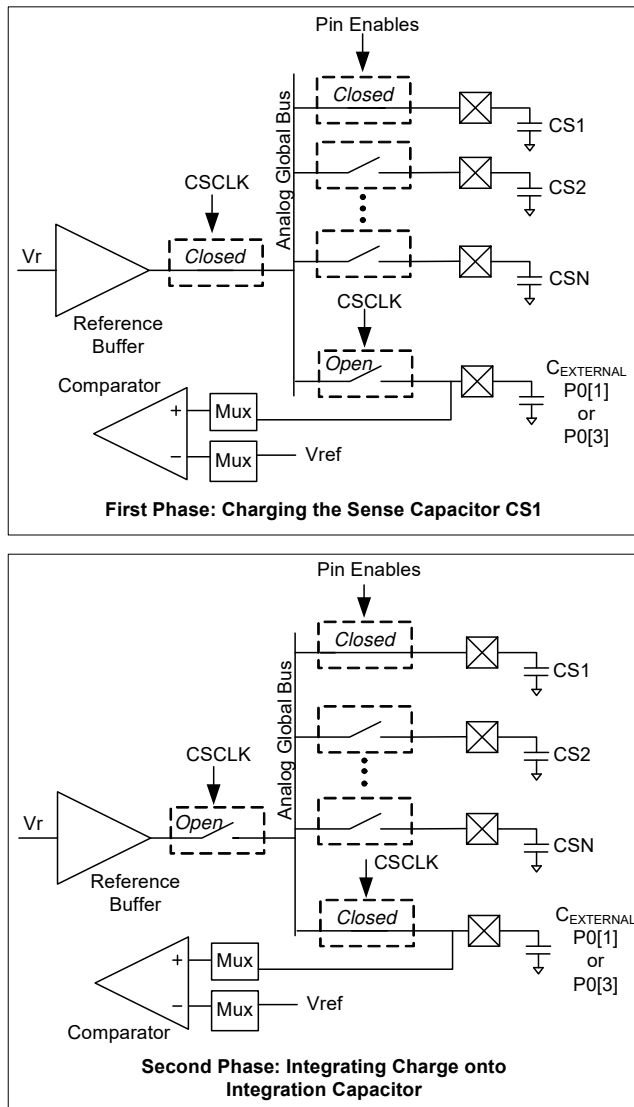 Pin Enables
Closed
CS1
Analog Global Bus
CS2
CSCLK
Vr
Closed
CSN
Reference
Buffer
CSCLK
Open
Comparator
+
Mux
CEXTERNAL
P0[1]
or
P0[3]
−
Mux
Vref
First Phase: Charging the Sense Capacitor CS1
Pin Enables
Closed
CS1
Analog Global Bus
CS2
CSCLK
Vr
Open
CSN
Reference
Buffer
CSCLK
Closed
CEXTERNAL
P0[1]
or
P0[3]
+
Mux
−
Mux
Vref
Comparator
Second Phase: Integrating Charge onto
Integration Capacitor